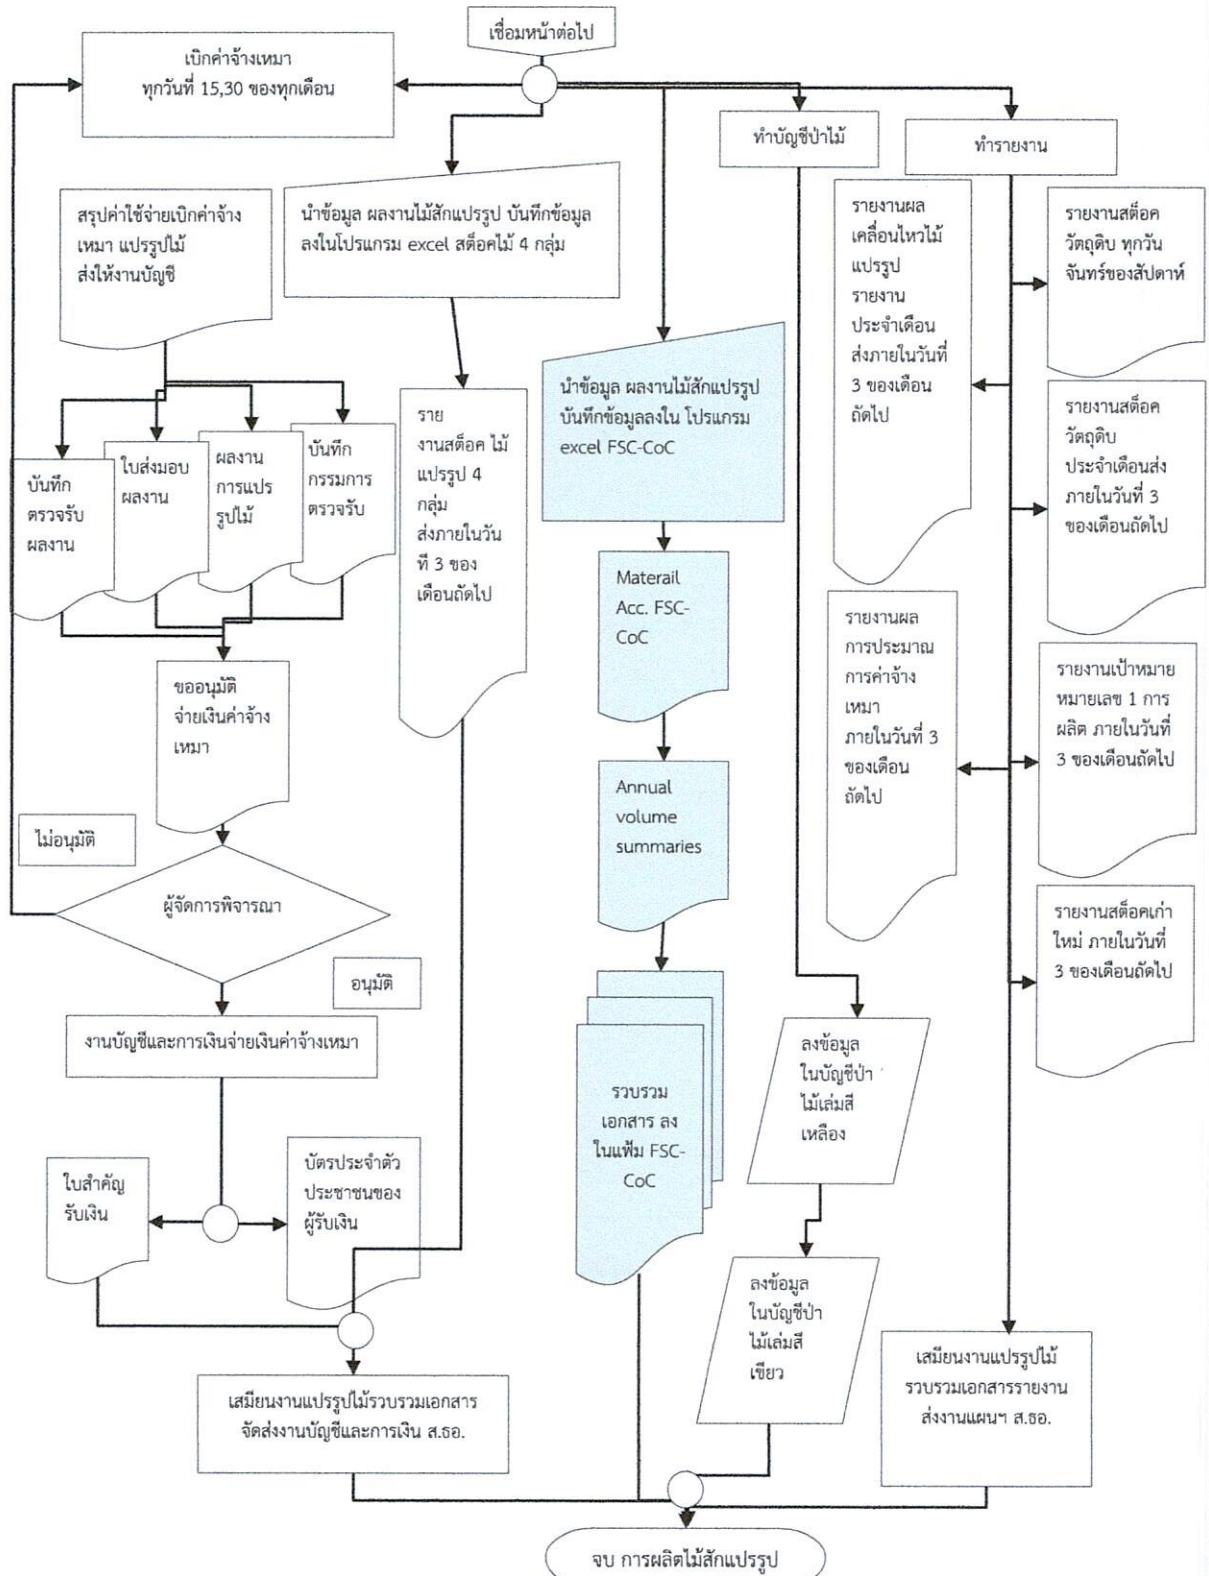 เชื่อมหน้าต่อไป
เบิกค่าจ้างเหมา
ทุกวันที่ 15,30 ของทุกเดือน
ทำบัญชีป่าไม้
ทำรายงาน
สรุปค่าใช้จ่ายเบิกค่าจ้าง
เหมา แปรรูปไม้
ส่งให้งานบัญชี
นำข้อมูล ผลงานไม้สักแปรรูป บันทึกข้อมูล
ลงในโปรแกรม excel สต็อคไม้ 4 กลุ่ม
รายงานผล
เคลื่อนไหวไม้
แปรรูป
รายงาน
ประจำเดือน
ส่งภายในวันที่
3 ของเดือน
ถัดไป
รายงานสต็อค
วัตถุดิบ ทุกวัน
จันทร์ของสัปดาห์
นำข้อมูล ผลงานไม้สักแปรรูป
บันทึกข้อมูลลงใน โปรแกรม
excel FSC-CoC
ราย
งานสต็อค ไม้
แปรรูป 4
กลุ่ม
ส่งภายในวัน
ที่ 3 ของ
เดือนถัดไป
รายงานสต็อค
วัตถุดิบ
ประจำเดือนส่ง
ภายในวันที่ 3
ของเดือนถัดไป
บันทึก
ตรวจรับ
ผลงาน
ใบส่งมอบ
ผลงาน
ผลงาน
การแปร
รูปไม้
บันทึก
กรรมการ
ตรวจรับ
Materail
Acc. FSC-
CoC
รายงานผล
การประมาณ
การค่าจ้าง
เหมา
ภายในวันที่ 3
ของเดือน
ถัดไป
รายงานเป้าหมาย
หมายเลข 1 การ
ผลิต ภายในวันที่
3 ของเดือนถัดไป
ขออนุมัติ
จ่ายเงินค่าจ้าง
เหมา
Annual
volume
summaries
ไม่อนุมัติ
ผู้จัดการพิจารณา
อนุมัติ
รายงานสต็อคเก่า
ใหม่ ภายในวันที่
3 ของเดือนถัดไป
งานบัญชีและการเงินจ่ายเงินค่าจ้างเหมา
รวบรวม
เอกสาร ลง
ในแฟ้ม FSC-
CoC
ลงข้อมูล
ในบัญชีป่า
ไม้เล่มสี
เหลือง
ใบสำคัญ
รับเงิน
บัตรประจำตัว
ประชาชนของ
ผู้รับเงิน
ลงข้อมูล
ในบัญชีป่า
ไม้เล่มสี
เขียว
เสมียนงานแปรรูปไม้รวบรวมเอกสาร
จัดส่งงานบัญชีและการเงิน ส.ธอ.
เสมียนงานแปรรูปไม้
รวบรวมเอกสารรายงาน
ส่งงานแผนฯ ส.ธอ.
จบ การผลิตไม้สักแปรรูป